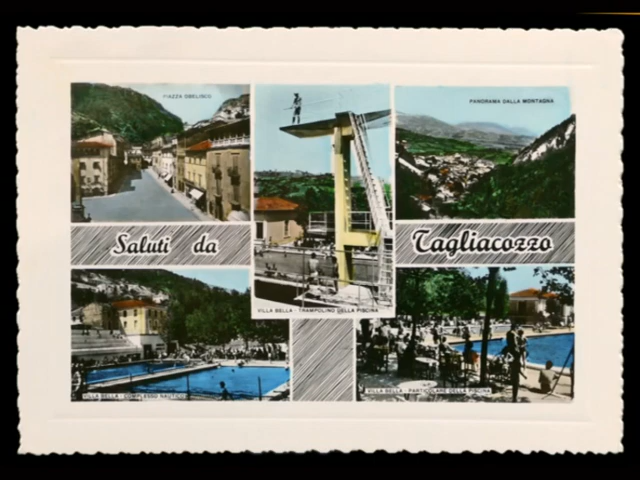 PIAZZA OBELISCO
PANORAMA DALLA MONTAGNA
Saluti da
Tagliacozzo
VILLA BELLA - TRAMPOLINO DELLA PISCINA
VILLA BELLA - COMPLESSO NAUTICO
VILLA BELLA - PARTICOLARE DELLA PISCINA